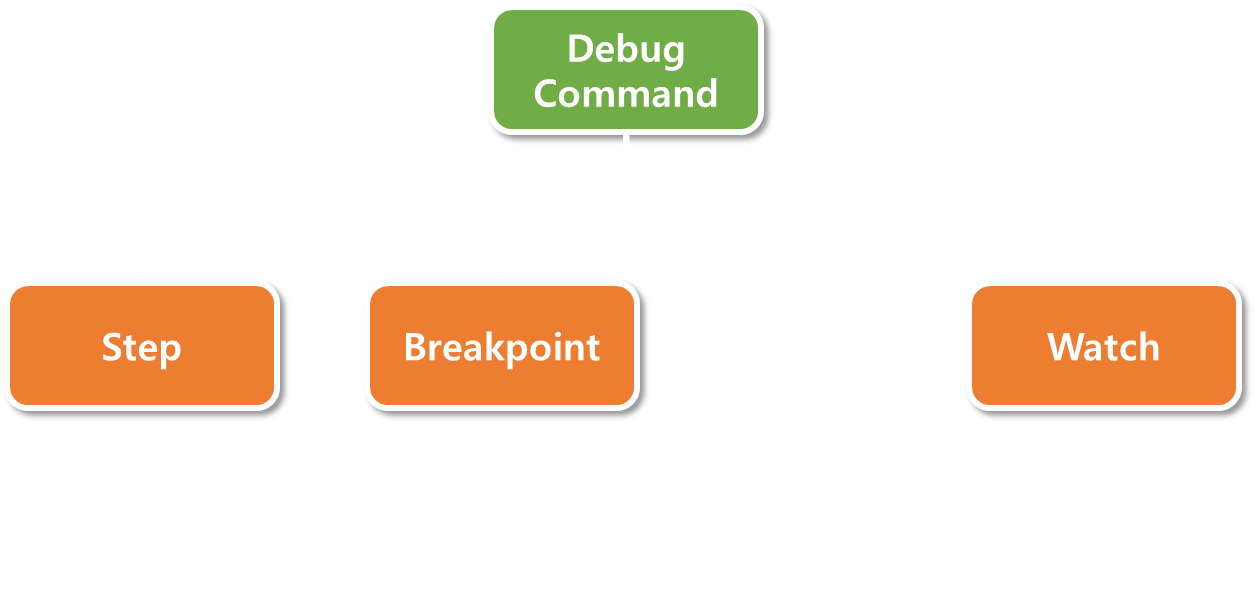 Debug
Command
Step
Breakpoint
Watch